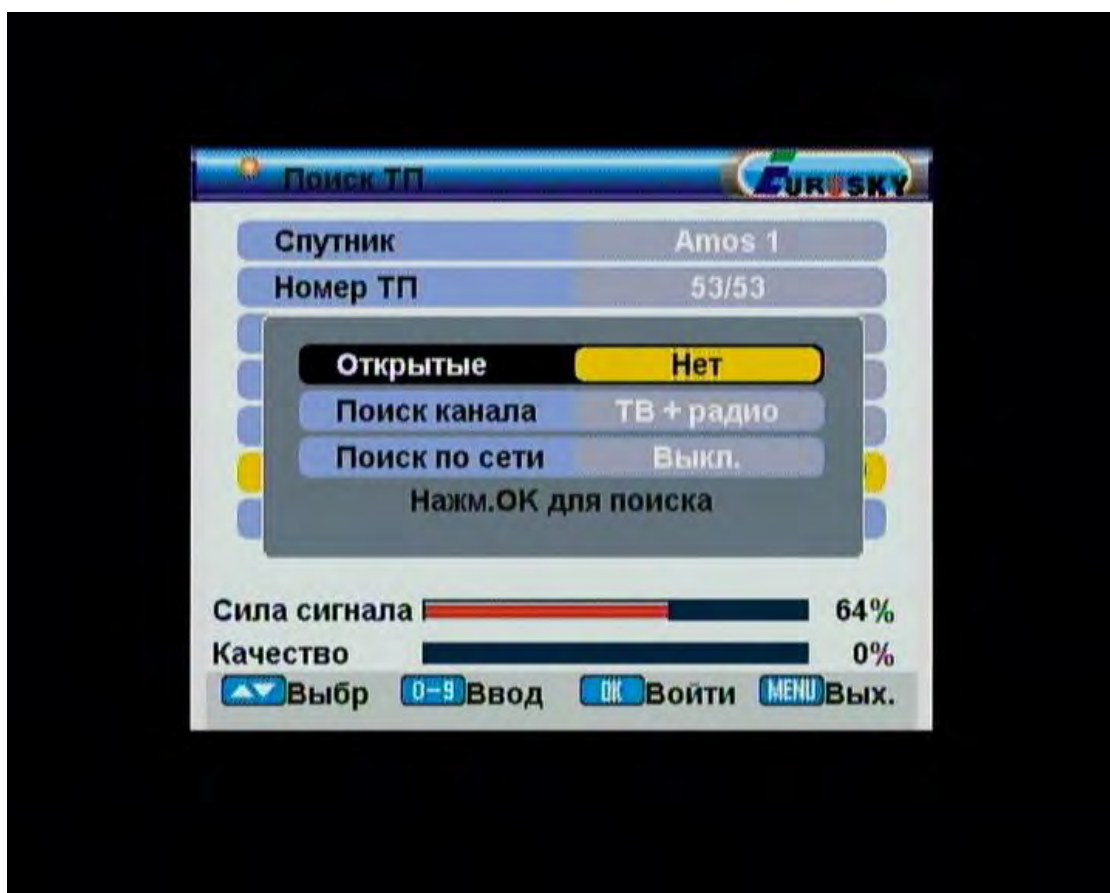 Поиск ТП
EUROSKY
Спутник Amos 1
Номер ТП 53/53
Открытые Нет
Поиск канала ТВ + радио
Поиск по сети Выкл.
Нажм.OK для поиска
Сила сигнала 64%
Качество 0%
Выбр 0-9 Ввод OK Войти MENU Вых.